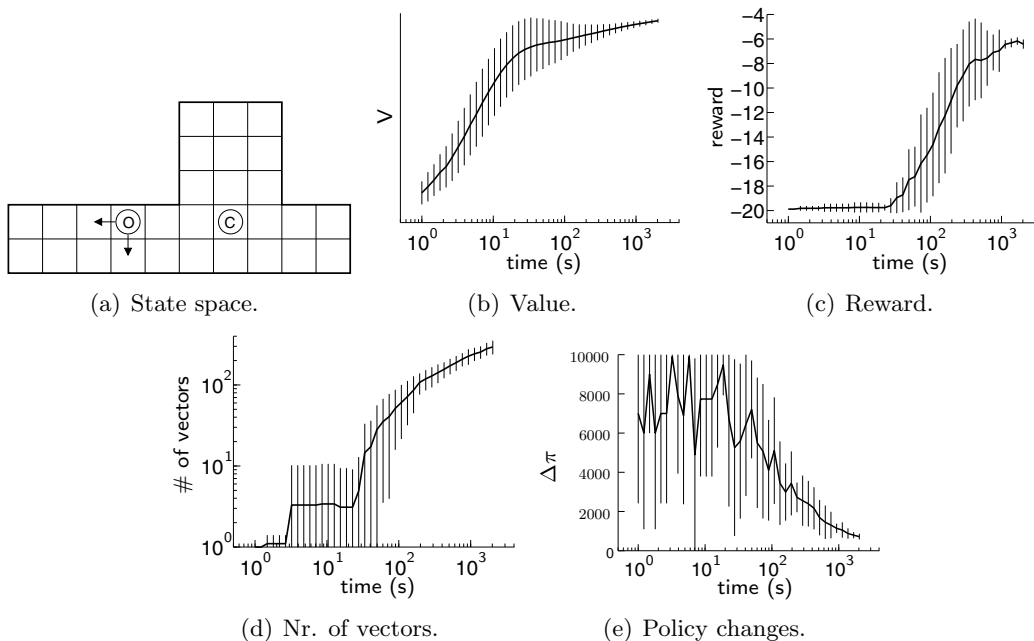 O
C
(a) State space.
V
10^0 10^1 10^2 10^3
time (s)
(b) Value.
reward
−4
−6
−8
−10
−12
−14
−16
−18
−20
10^0 10^1 10^2 10^3
time (s)
(c) Reward.
# of vectors
10^2
10^1
10^0
10^0 10^1 10^2 10^3
time (s)
(d) Nr. of vectors.
Δπ
10000
8000
6000
4000
2000
0
10^0 10^1 10^2 10^3
time (s)
(e) Policy changes.